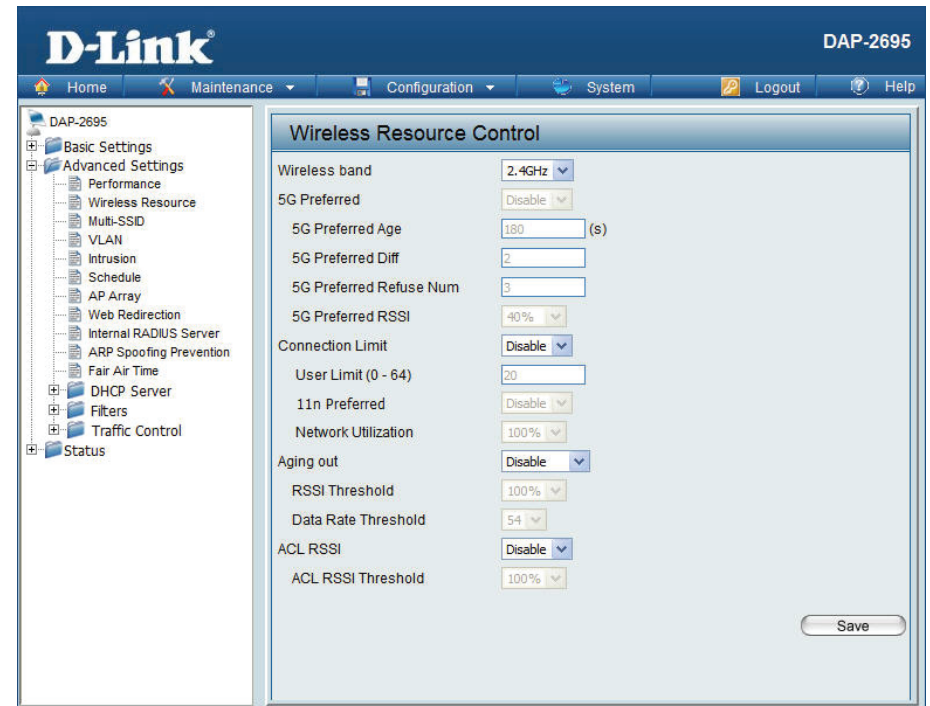 D-Link®
DAP-2695
Home Maintenance Configuration System Logout Help
DAP-2695
Basic Settings
Advanced Settings
Performance
Wireless Resource
Multi-SSID
VLAN
Intrusion
Schedule
AP Array
Web Redirection
Internal RADIUS Server
ARP Spoofing Prevention
Fair Air Time
DHCP Server
Filters
Traffic Control
Status
Wireless Resource Control
Wireless band 2.4GHz
5G Preferred Disable
5G Preferred Age 180 (s)
5G Preferred Diff 2
5G Preferred Refuse Num 3
5G Preferred RSSI 40%
Connection Limit Disable
User Limit (0 - 64) 20
11n Preferred Disable
Network Utilization 100%
Aging out Disable
RSSI Threshold 100%
Data Rate Threshold 54
ACL RSSI Disable
ACL RSSI Threshold 100%
Save